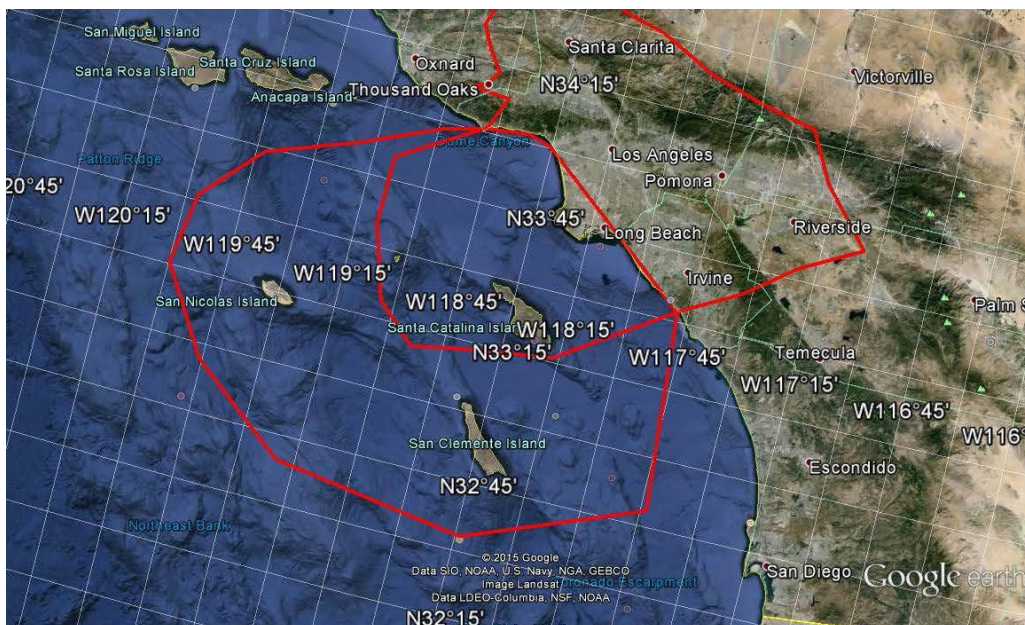 San Miguel Island
Santa Clarita
Santa Cruz Island
Oxnard
Santa Rosa Island
Victorville
Thousand Oaks
N34°15'
Anacapa Island
Dume Canyon
Patton Ridge
Los Angeles
Pomona
20°45'
W120°15'
N33°45'
Riverside
Long Beach
W119°45'
W119°15'
Irvine
San Nicolas Island
W118°45'
Palm S
Santa Catalina Islan
W118°15'
N33°15'
W117°45'
Temecula
W117°15'
W116°45'
San Clemente Island
W116°
Escondido
N32°45'
Northeast Bank
© 2015 Google
Data SIO, NOAA, U.S. Navy, NGA, GEBCO
Image Landsat
Coronado Escarpment
Data LDEO-Columbia, NSF, NOAA
San Diego
Google earth
N32°15'